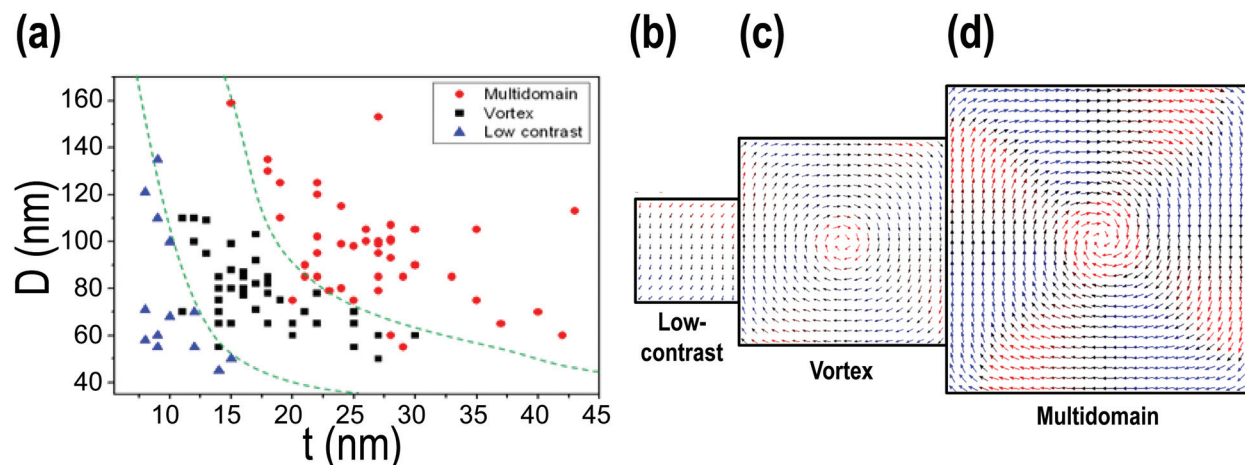 (a)
(b)
(c)
(d)
Multidomain
Vortex
Low contrast
160
140
120
100
80
60
40
D (nm)
10
15
20
25
30
35
40
45
t (nm)
Low-
contrast
Vortex
Multidomain